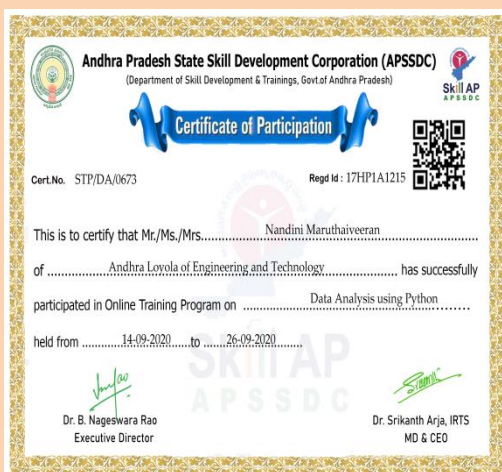 Andhra Pradesh State Skill Development Corporation (APSSDC)
(Department of Skill Development & Trainings, Govt.of Andhra Pradesh)
Skill AP
APSSDC
Certificate of Participation
Cert.No. STP/DA/0673
Regd Id : 17HP1A1215
This is to certify that Mr./Ms./Mrs. Nandini Maruthaiveeran
of Andhra Loyola of Engineering and Technology has successfully
participated in Online Training Program on Data Analysis using Python
held from 14-09-2020 to 26-09-2020
Skill AP
APSSDC
Dr. B. Nageswara Rao
Executive Director
Dr. Srikanth Arja, IRTS
MD & CEO